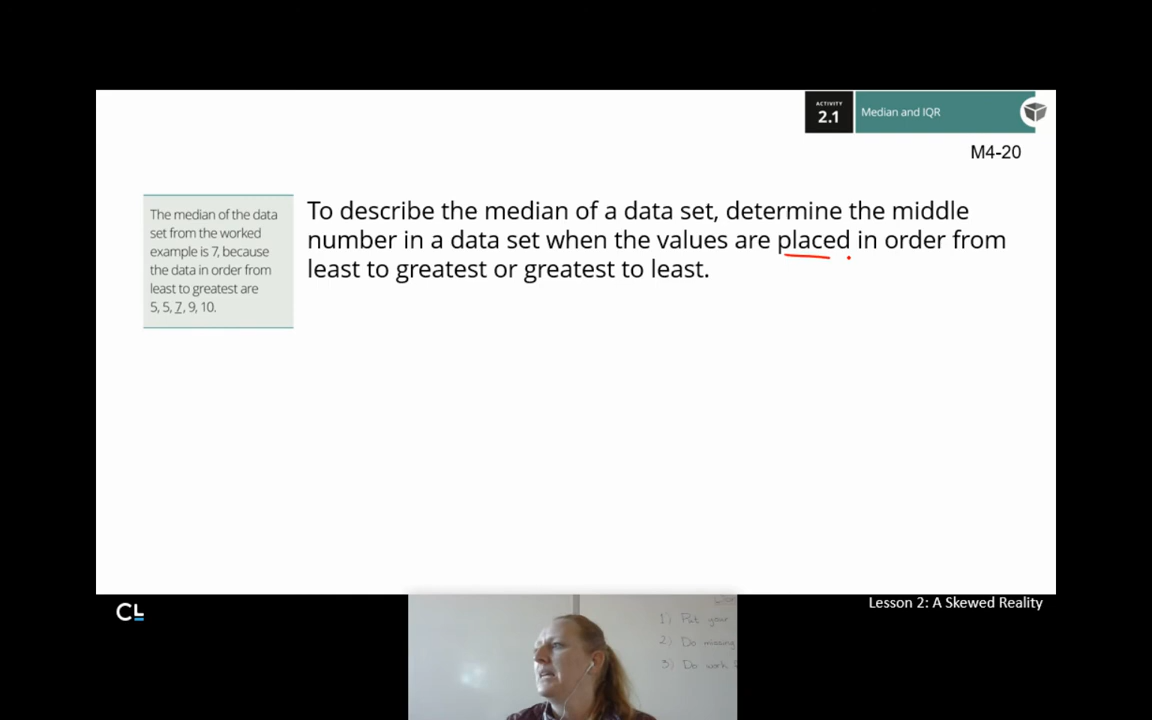 ACTIVITY
2.1
Median and IQR
M4-20
The median of the data
set from the worked
example is 7, because
the data in order from
least to greatest are
5, 5, 7, 9, 10.
To describe the median of a data set, determine the middle
number in a data set when the values are placed in order from
least to greatest or greatest to least.
CL
Lesson 2: A Skewed Reality
1) Put your
2) Do missing
3) Do work